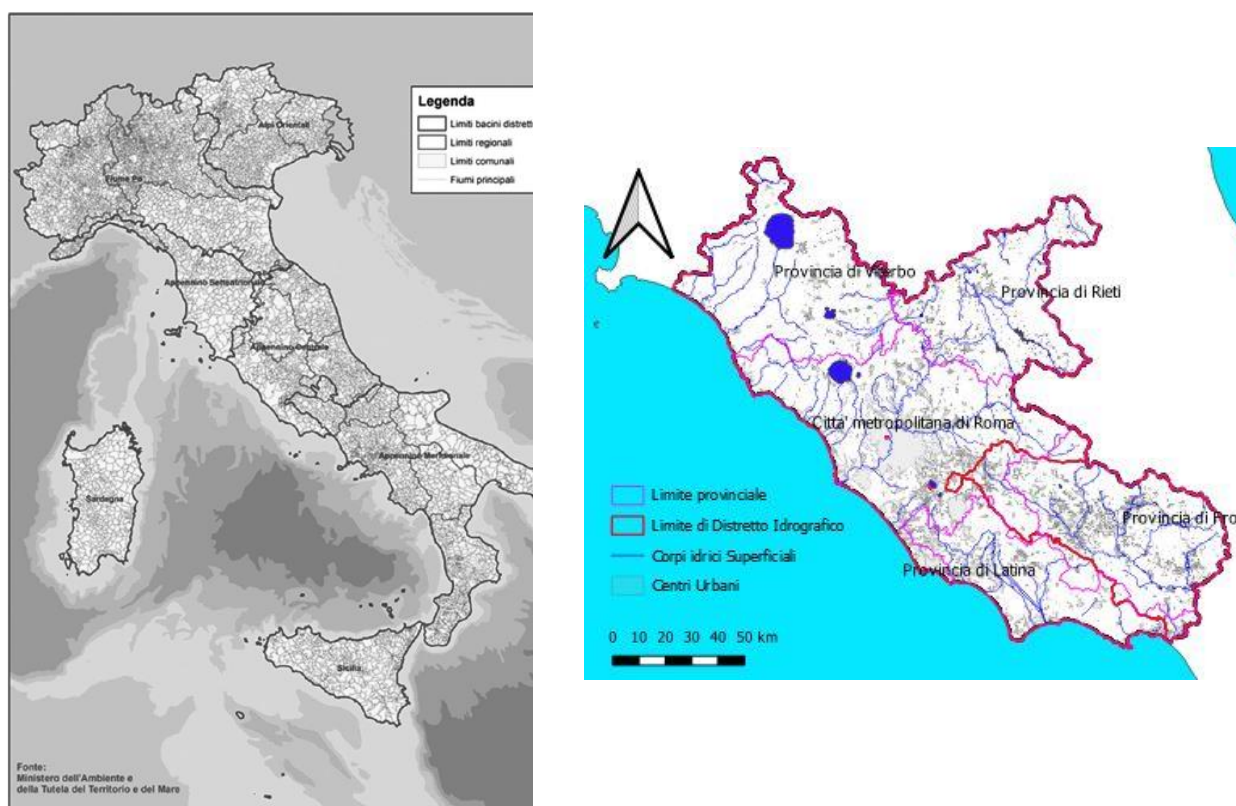 Legenda
Limiti bacini distrett
Limiti regionali
Limiti comunali
Fiumi principali
Alpi Orientali
Fiume Po
Appennino Settentrionale
Appennino Centrale
Appennino Meridionale
Sardegna
Sicilia
Fonte:
Ministero dell'Ambiente e
della Tutela del Territorio e del Mare
Provincia di Viterbo
Provincia di Rieti
Citta' metropolitana di Roma
Provincia di Fro
Provincia di Latina
Limite provinciale
Limite di Distretto Idrografico
Corpi idrici Superficiali
Centri Urbani
0 10 20 30 40 50 km